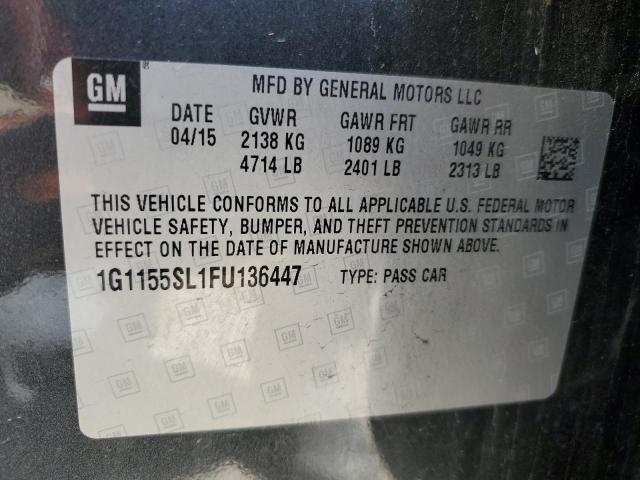 GM ®
MFD BY GENERAL MOTORS LLC
DATE GVWR GAWR FRT GAWR RR
04/15 2138 KG 1089 KG 1049 KG
4714 LB 2401 LB 2313 LB
THIS VEHICLE CONFORMS TO ALL APPLICABLE U.S. FEDERAL MOTOR
VEHICLE SAFETY, BUMPER, AND THEFT PREVENTION STANDARDS IN
EFFECT ON THE DATE OF MANUFACTURE SHOWN ABOVE.
1G1155SL1FU136447 TYPE: PASS CAR